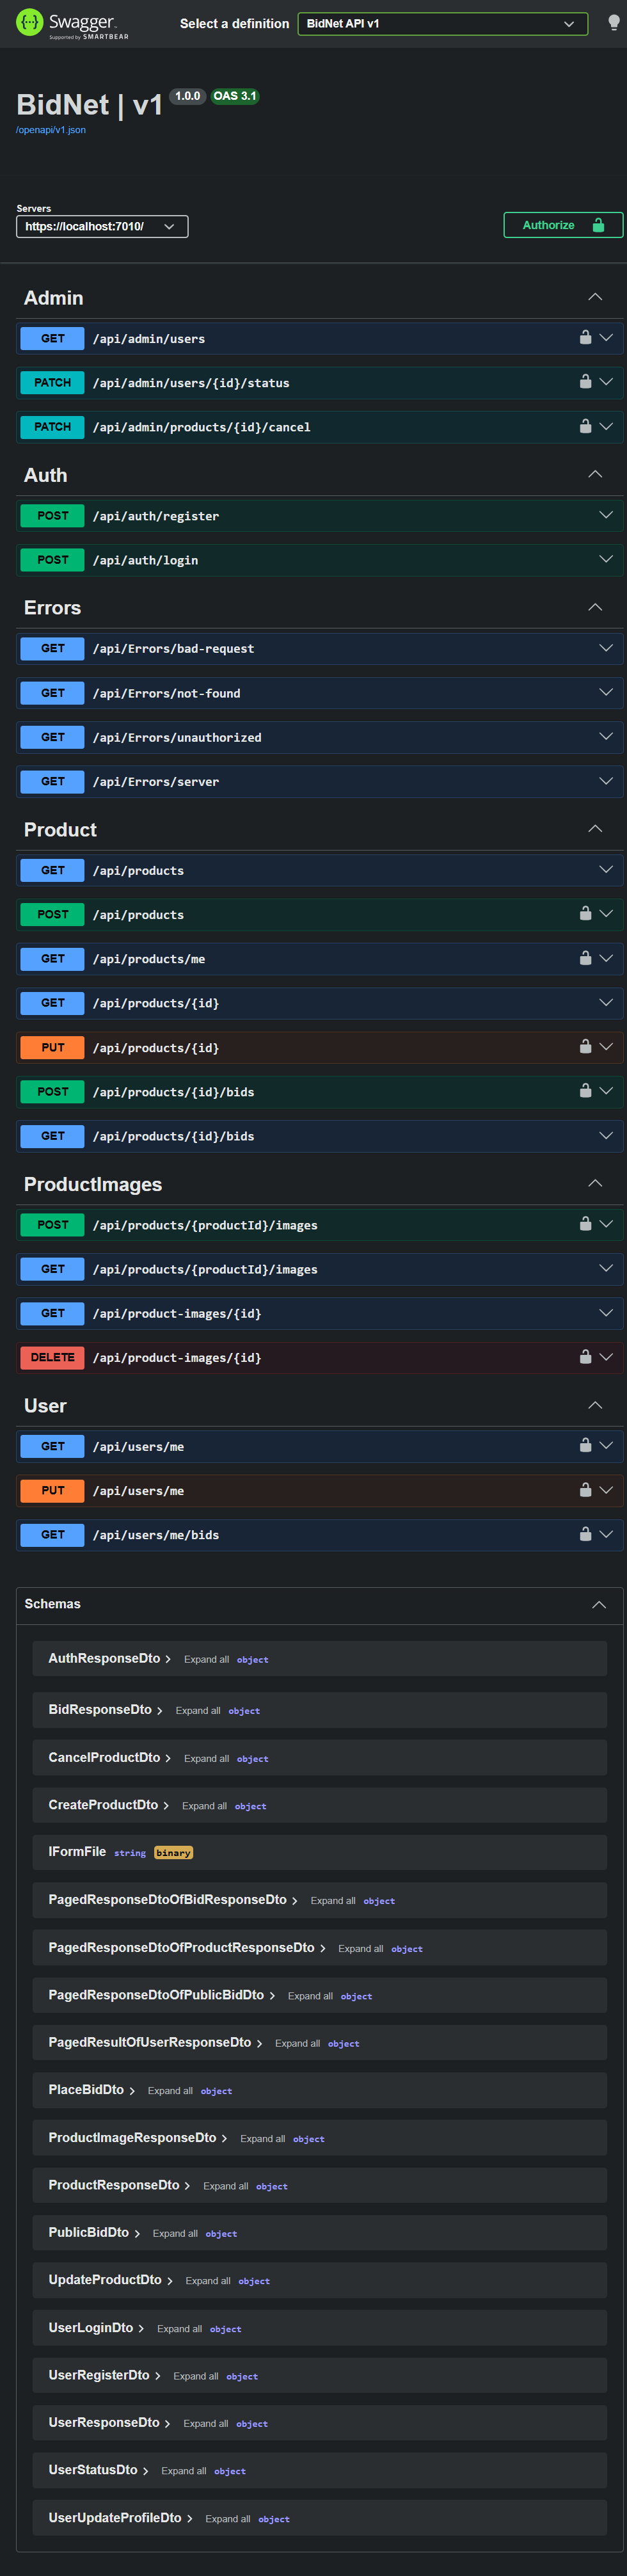 Swagger
Supported by SMARTBEAR
Select a definition
BidNet API v1
BidNet | v1 1.0.0 OAS 3.1
/openapi/v1.json
Servers
https://localhost:7010/
Authorize
Admin
GET /api/admin/users
PATCH /api/admin/users/{id}/status
PATCH /api/admin/products/{id}/cancel
Auth
POST /api/auth/register
POST /api/auth/login
Errors
GET /api/Errors/bad-request
GET /api/Errors/not-found
GET /api/Errors/unauthorized
GET /api/Errors/server
Product
GET /api/products
POST /api/products
GET /api/products/me
GET /api/products/{id}
PUT /api/products/{id}
POST /api/products/{id}/bids
GET /api/products/{id}/bids
ProductImages
POST /api/products/{productId}/images
GET /api/products/{productId}/images
GET /api/product-images/{id}
DELETE /api/product-images/{id}
User
GET /api/users/me
PUT /api/users/me
GET /api/users/me/bids
Schemas
AuthResponseDto Expand all object
BidResponseDto Expand all object
CancelProductDto Expand all object
CreateProductDto Expand all object
IFormFile string binary
PagedResponseDtoOfBidResponseDto Expand all object
PagedResponseDtoOfProductResponseDto Expand all object
PagedResponseDtoOfPublicBidDto Expand all object
PagedResultOfUserResponseDto Expand all object
PlaceBidDto Expand all object
ProductImageResponseDto Expand all object
ProductResponseDto Expand all object
PublicBidDto Expand all object
UpdateProductDto Expand all object
UserLoginDto Expand all object
UserRegisterDto Expand all object
UserResponseDto Expand all object
UserStatusDto Expand all object
UserUpdateProfileDto Expand all object